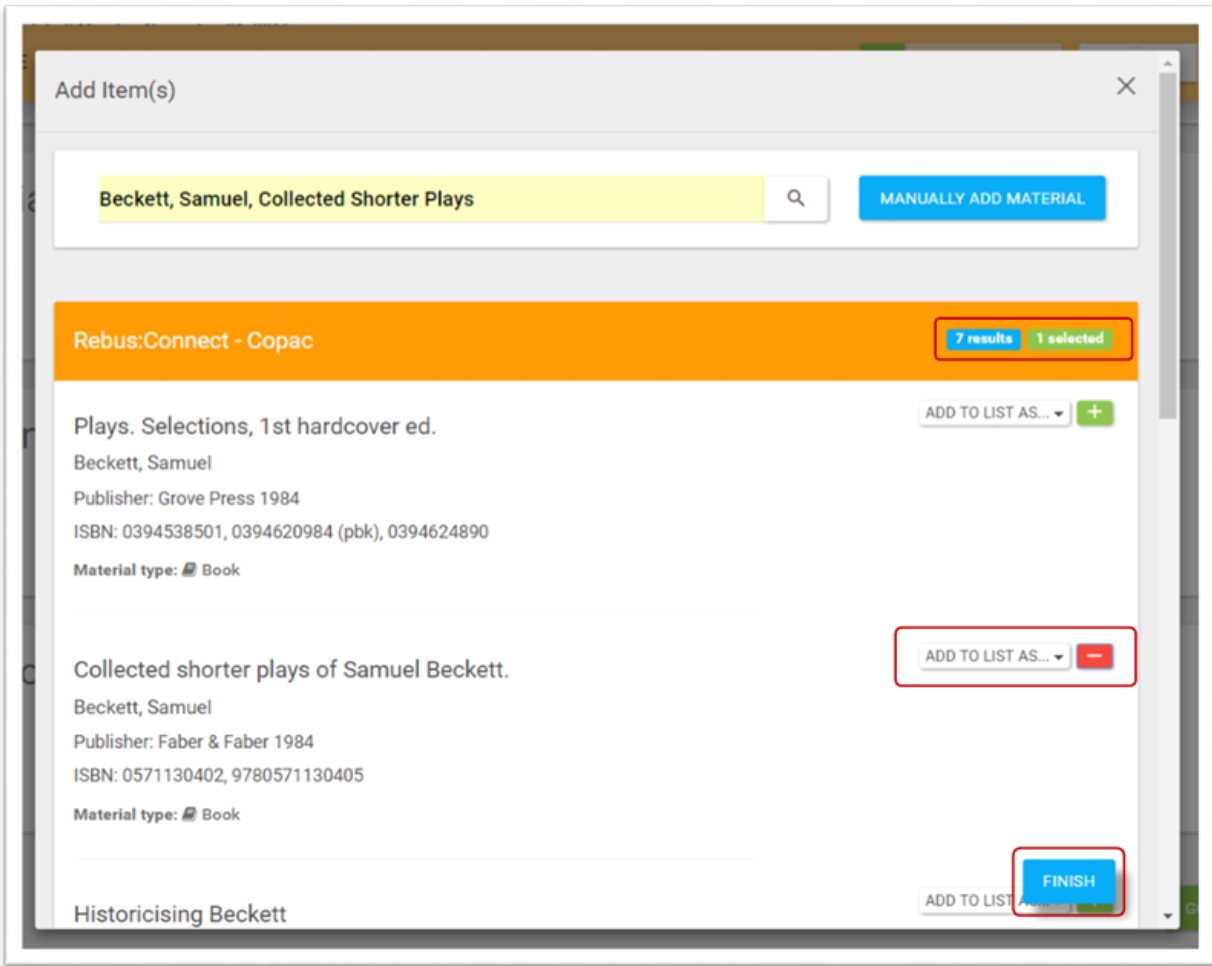 Add Item(s)
Beckett, Samuel, Collected Shorter Plays
MANUALLY ADD MATERIAL
Rebus:Connect - Copac
7 results 1 selected
Plays. Selections, 1st hardcover ed.
ADD TO LIST AS...
Beckett, Samuel
Publisher: Grove Press 1984
ISBN: 0394538501, 0394620984 (pbk), 0394624890
Material type: Book
Collected shorter plays of Samuel Beckett.
ADD TO LIST AS...
Beckett, Samuel
Publisher: Faber & Faber 1984
ISBN: 0571130402, 9780571130405
Material type: Book
FINISH
Historicising Beckett
ADD TO LIST